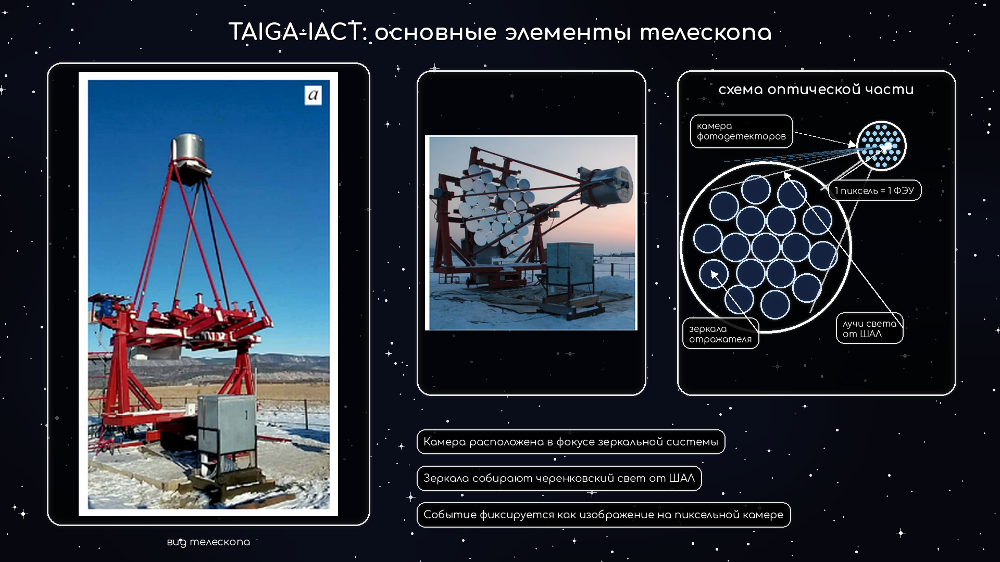 TAIGA-IACT: основные элементы телескопа
a
вид телескопа
схема оптической части
камера
фотодетекторов
1 пиксель = 1 ФЭУ
зеркала
отражателя
лучи света
от ШАЛ
Камера расположена в фокусе зеркальной системы
Зеркала собирают черенковский свет от ШАЛ
Событие фиксируется как изображение на пиксельной камере